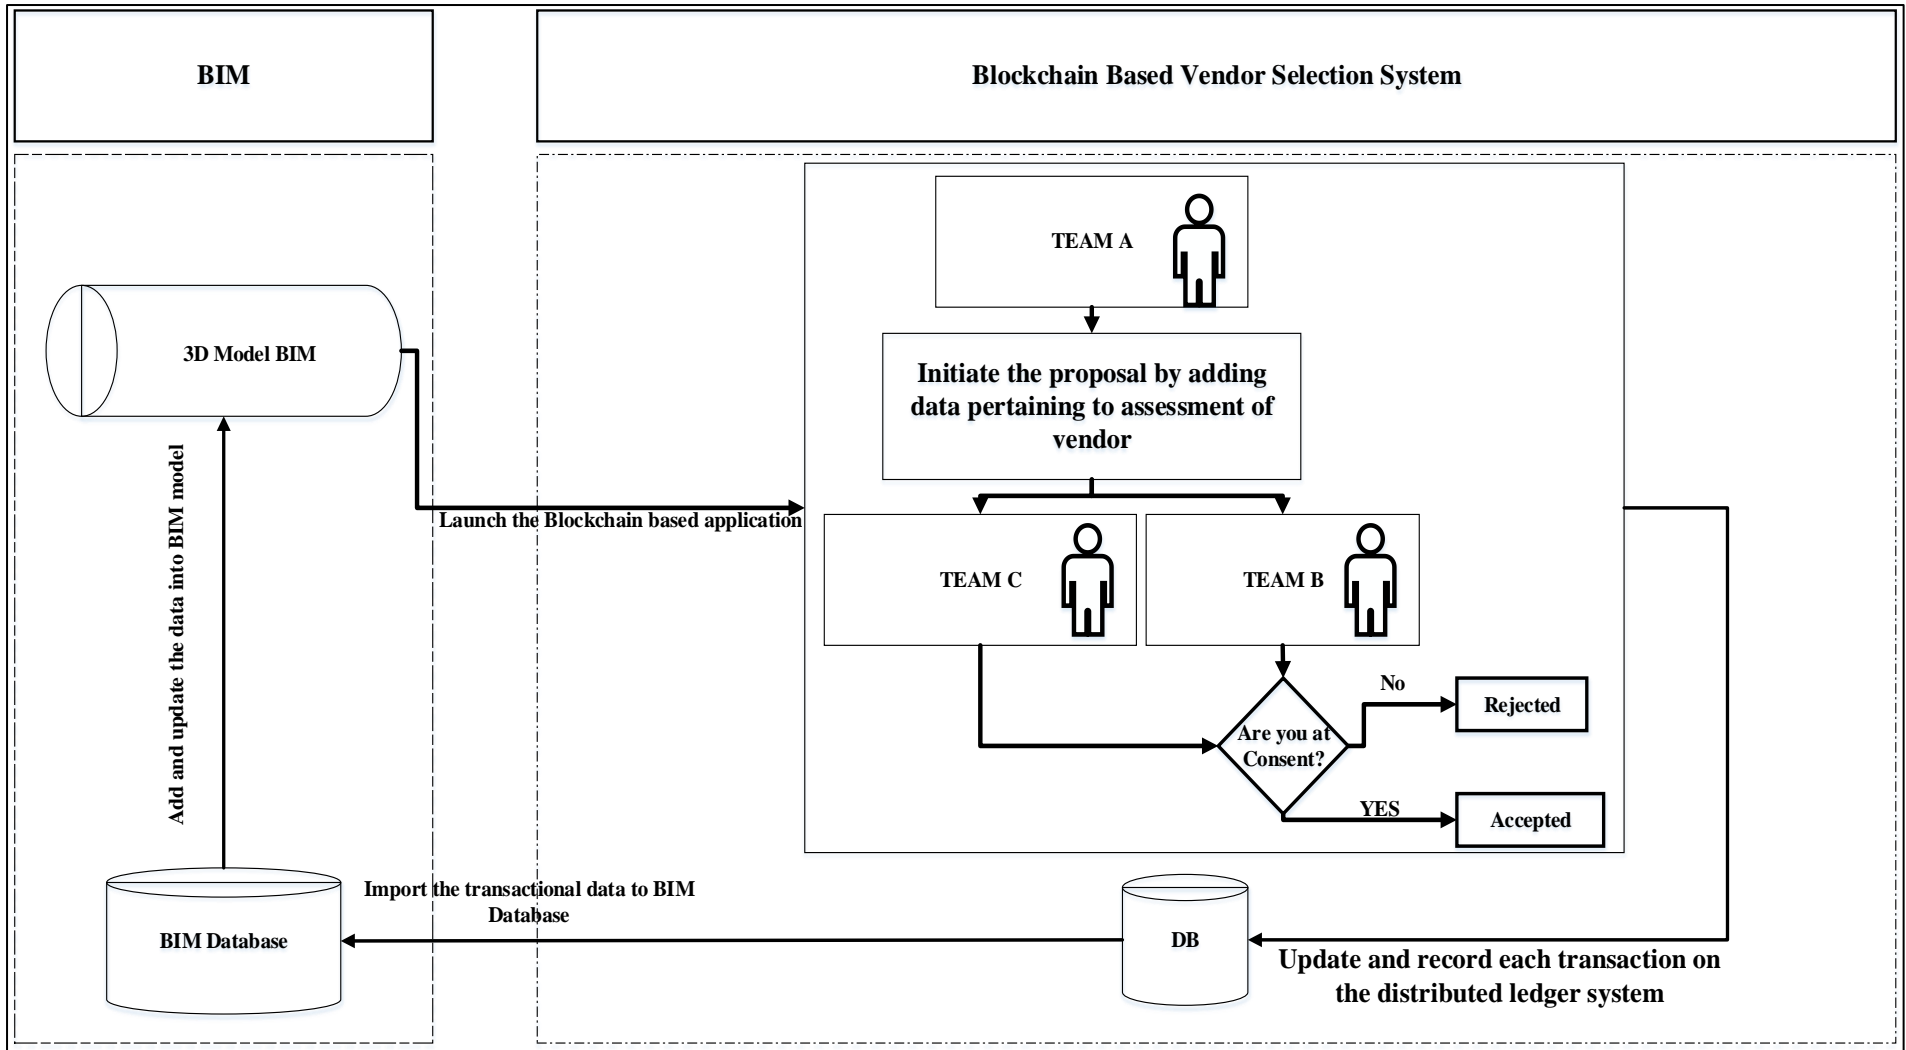 BIM
Blockchain Based Vendor Selection System
TEAM A
3D Model BIM
Initiate the proposal by adding
data pertaining to assessment of
vendor
Add and update the data into BIM model
Launch the Blockchain based application
TEAM C
TEAM B
No
Rejected
Are you at
Consent?
YES
Accepted
Import the transactional data to BIM
Database
BIM Database
DB
Update and record each transaction on
the distributed ledger system